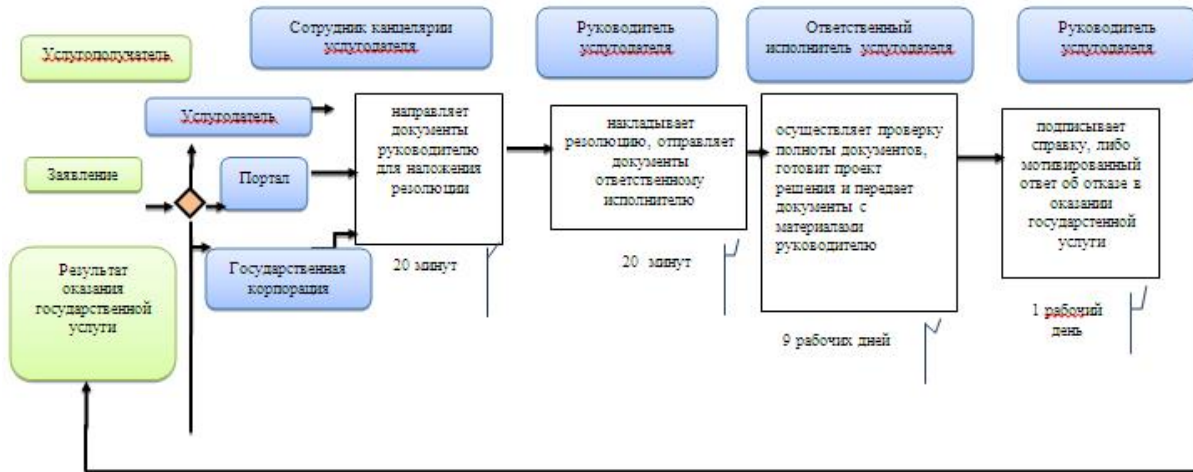 Услугополучатель
Сотрудник канцелярии
услугодателя
Руководитель
услугодателя
Ответственный
исполнитель услугодателя
Руководитель
услугодателя
Услугодатель
Заявление
Портал
Государственная
корпорация
Результат
оказания
государственной
услуги
направляет
документы
руководителю
для наложения
резолюции
20 минут
накладывает
резолюцию, отправляет
документы
ответственному
исполнителю
20 минут
осуществляет проверку
полноты документов,
готовит проект
решения и передает
документы с
материалами
руководителю
9 рабочих дней
подписывает
справку, либо
мотивированный
ответ об отказе в
оказании
государстенной
услуги
1 рабочий
день